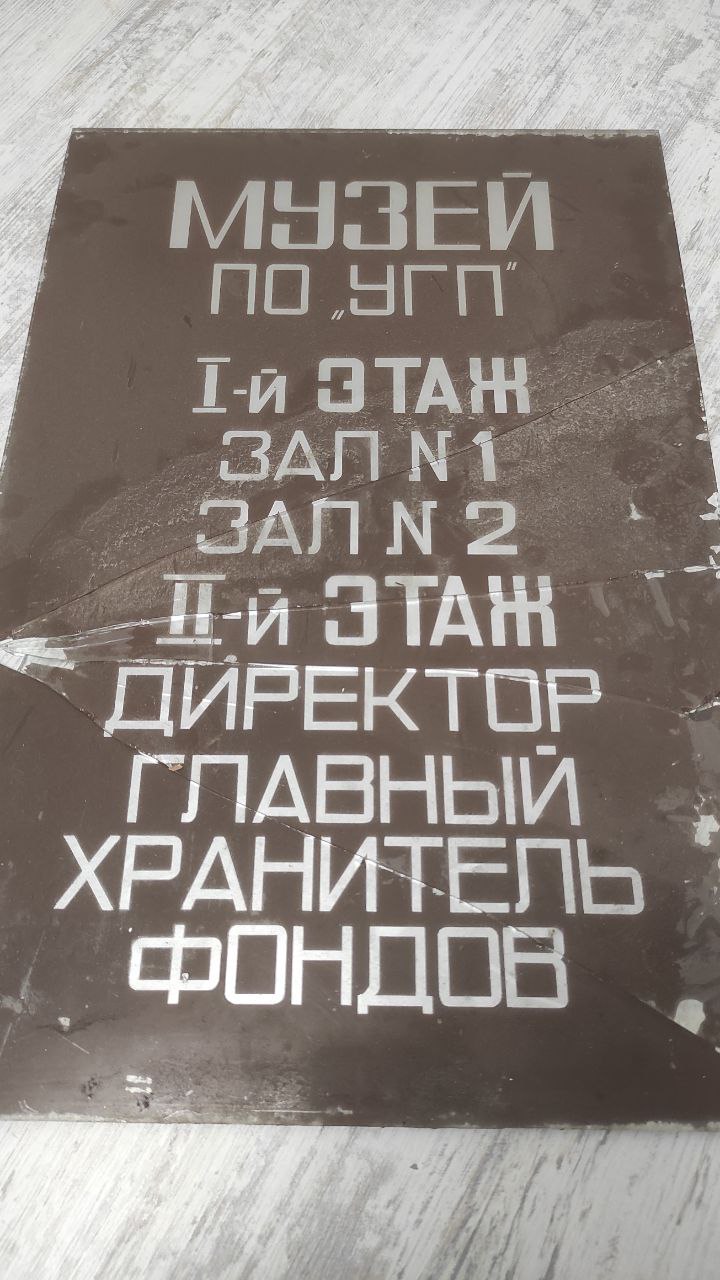 МУЗЕЙ
ПО „УГП"
I-й ЭТАЖ
ЗАЛ N 1
ЗАЛ N 2
II-й ЭТАЖ
ДИРЕКТОР
ГЛАВНЫЙ
ХРАНИТЕЛЬ
ФОНДОВ